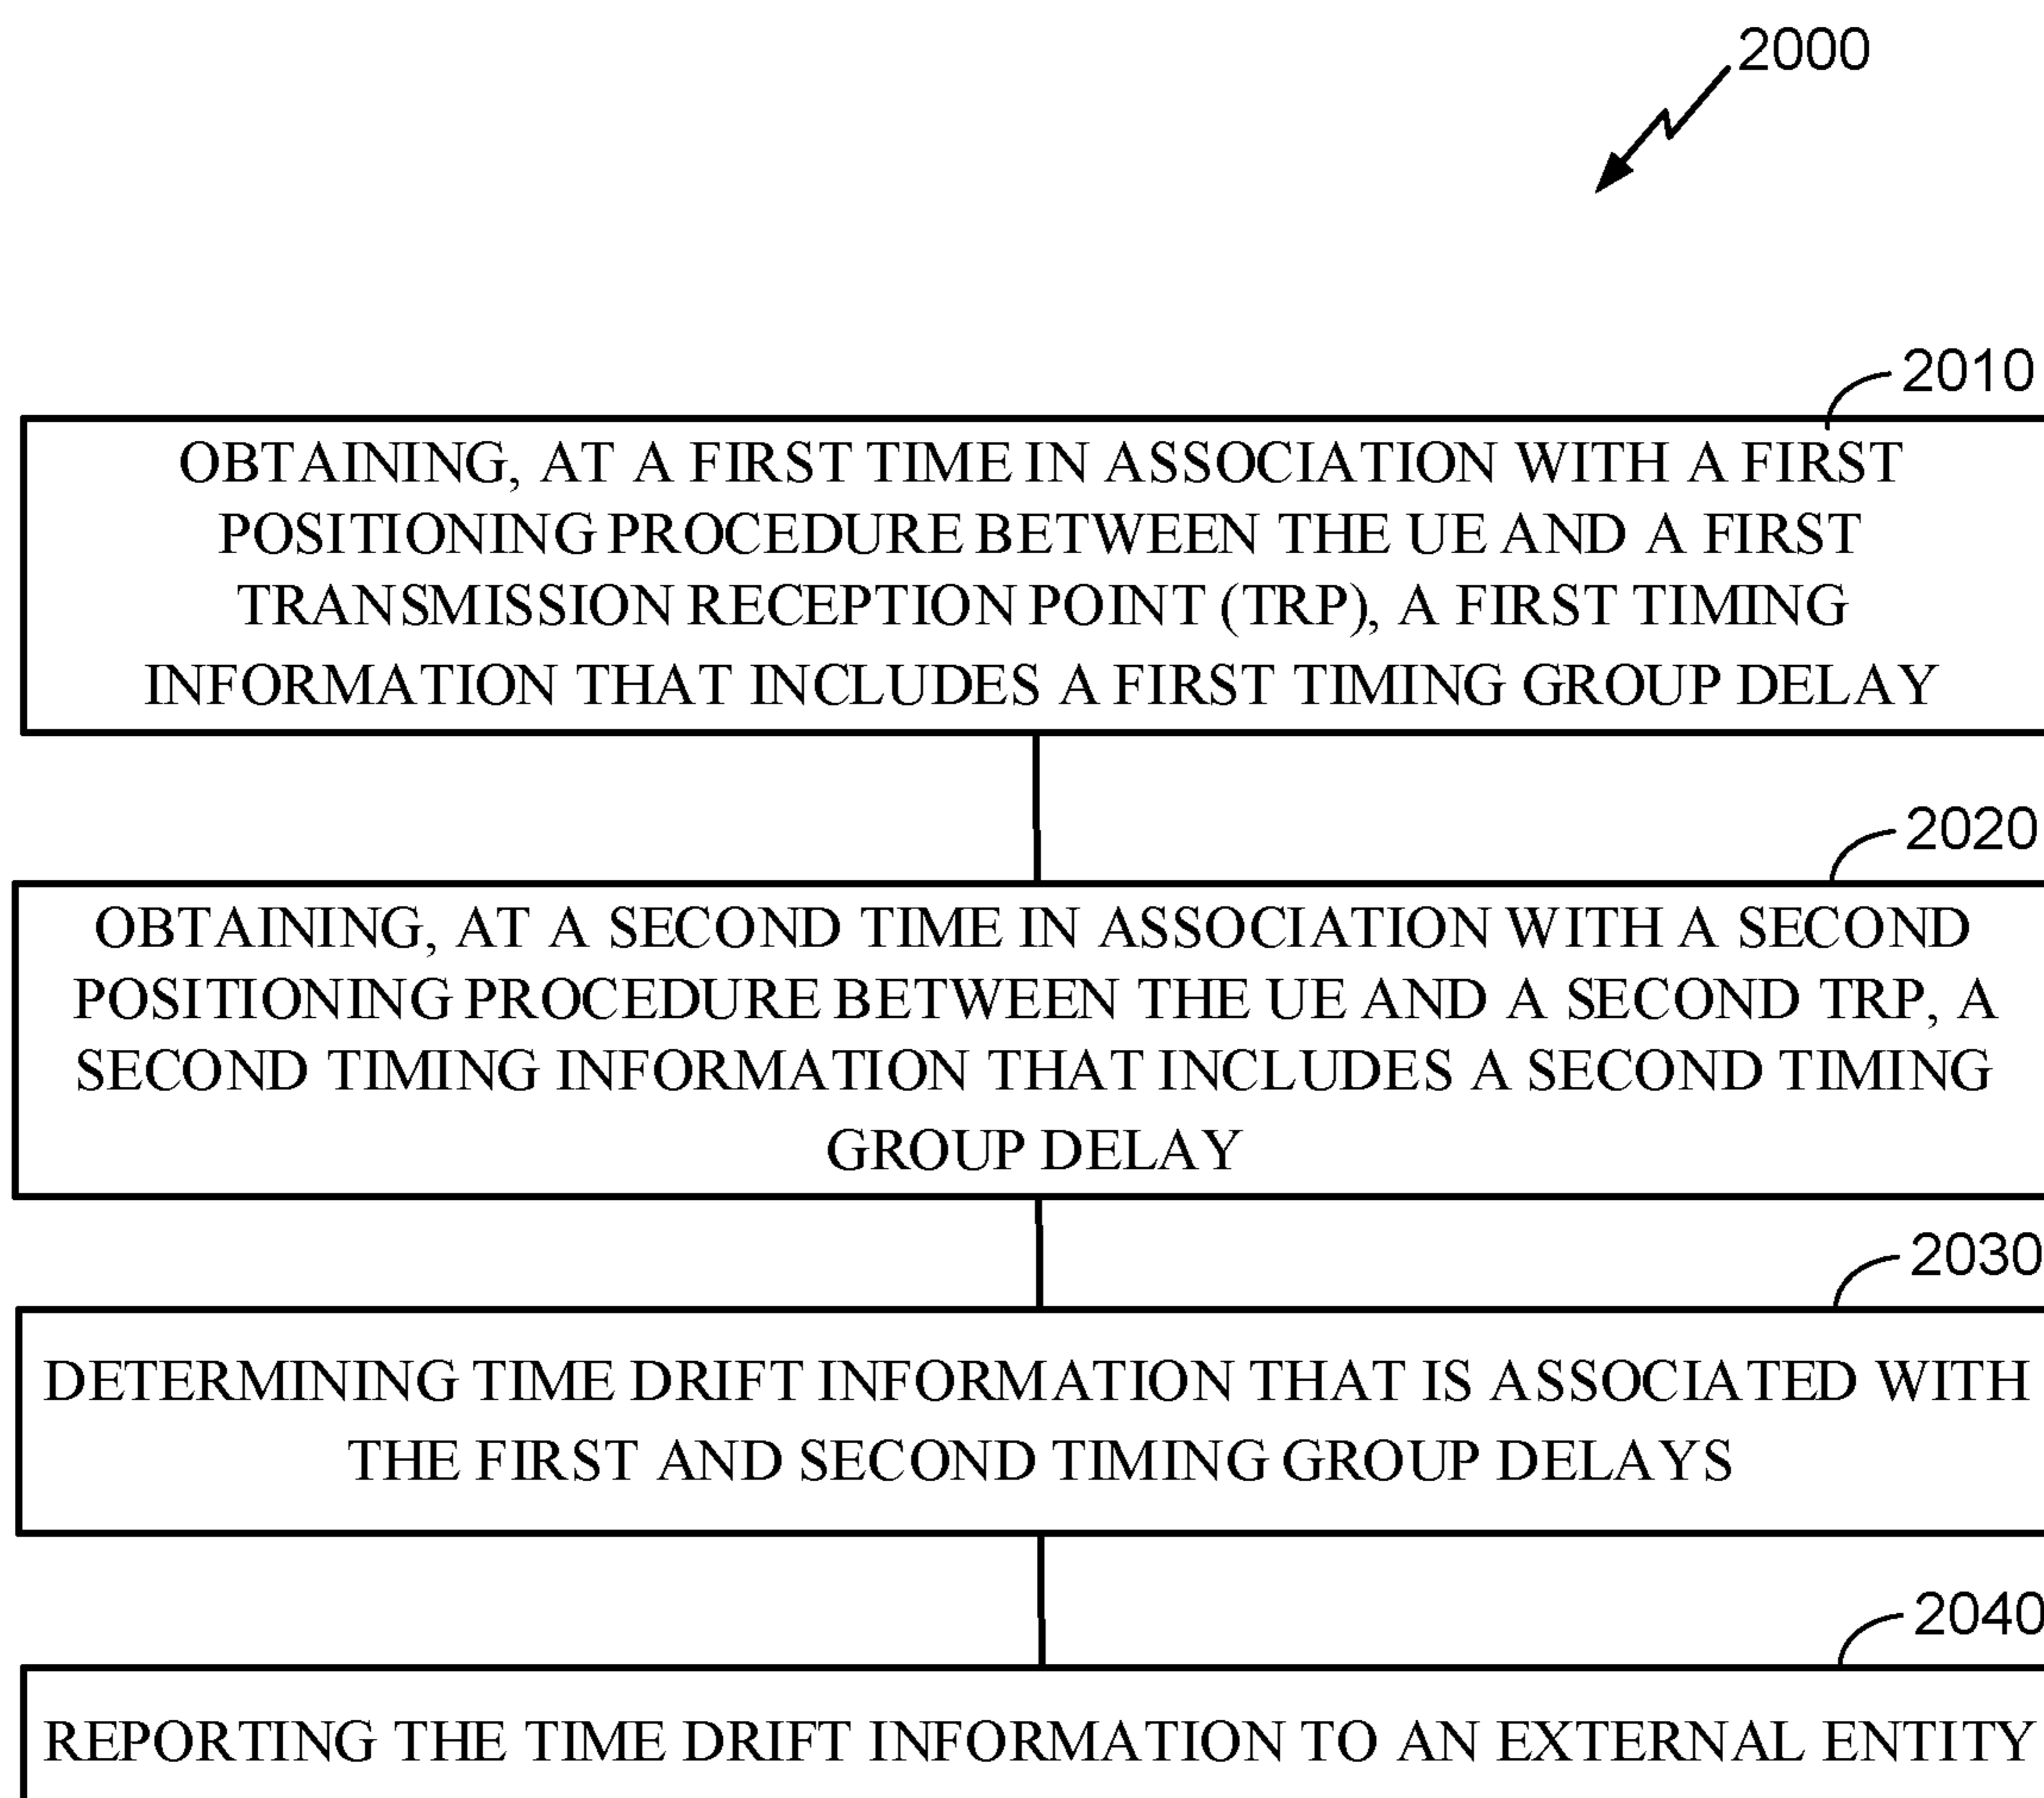 2000
2010
OBTAINING, AT A FIRST TIME IN ASSOCIATION WITH A FIRST
POSITIONING PROCEDURE BETWEEN THE UE AND A FIRST
TRANSMISSION RECEPTION POINT (TRP), A FIRST TIMING
INFORMATION THAT INCLUDES A FIRST TIMING GROUP DELAY
2020
OBTAINING, AT A SECOND TIME IN ASSOCIATION WITH A SECOND
POSITIONING PROCEDURE BETWEEN THE UE AND A SECOND TRP, A
SECOND TIMING INFORMATION THAT INCLUDES A SECOND TIMING
GROUP DELAY
2030
DETERMINING TIME DRIFT INFORMATION THAT IS ASSOCIATED WITH
THE FIRST AND SECOND TIMING GROUP DELAYS
2040
REPORTING THE TIME DRIFT INFORMATION TO AN EXTERNAL ENTITY